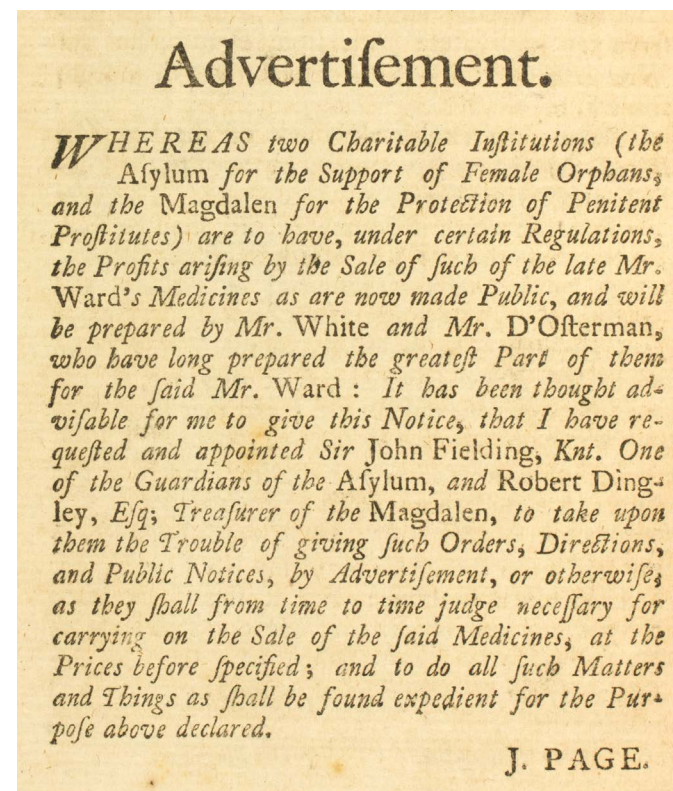 Advertiſement.
WHEREAS two Charitable Inſtitutions (the
Aſylum for the Support of Female Orphans,
and the Magdalen for the Protection of Penitent
Proſtitutes) are to have, under certain Regulations,
the Profits ariſing by the Sale of ſuch of the late Mr.
Ward's Medicines as are now made Public, and will
be prepared by Mr. White and Mr. D'Oſterman,
who have long prepared the greateſt Part of them
for the ſaid Mr. Ward : It has been thought ad-
viſable for me to give this Notice, that I have re-
queſted and appointed Sir John Fielding, Knt. One
of the Guardians of the Aſylum, and Robert Ding-
ley, Eſq; Treaſurer of the Magdalen, to take upon
them the Trouble of giving ſuch Orders, Directions,
and Public Notices, by Advertiſement, or otherwiſe,
as they ſhall from time to time judge neceſſary for
carrying on the Sale of the ſaid Medicines, at the
Prices before ſpecified ; and to do all ſuch Matters
and Things as ſhall be found expedient for the Pur-
poſe above declared.
J. PAGE.